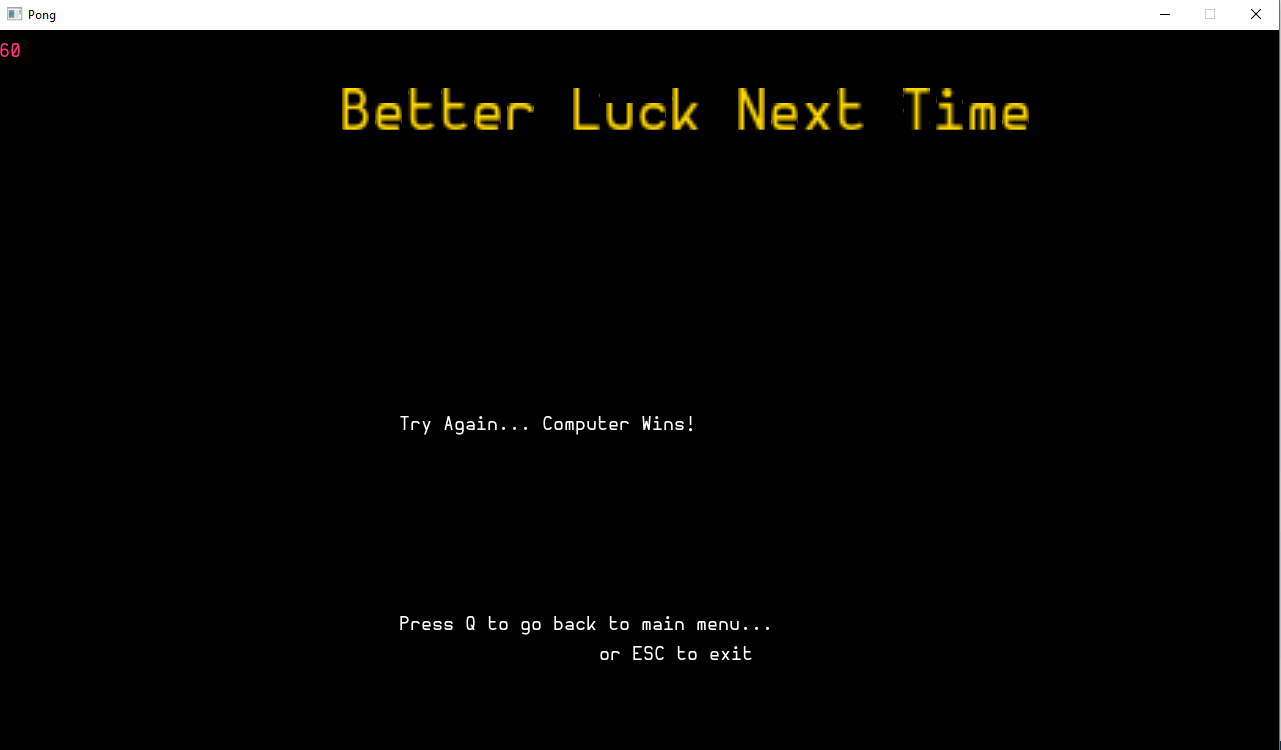 Pong
60
Better Luck Next Time
Try Again... Computer Wins!
Press Q to go back to main menu...
or ESC to exit